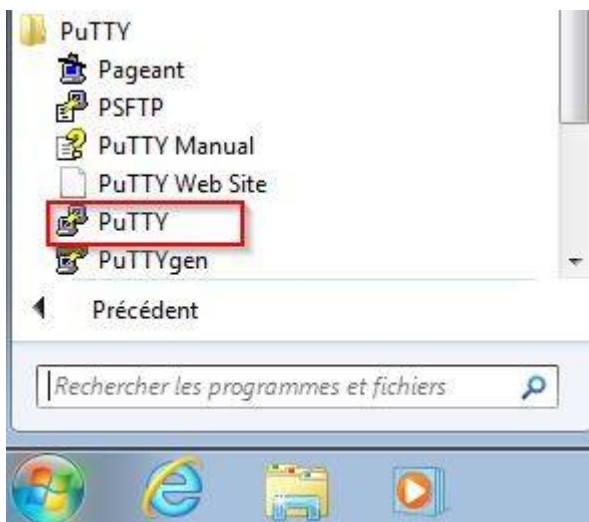 PuTTY
Pageant
PSFTP
PuTTY Manual
PuTTY Web Site
PuTTY
PuTTYgen
Précédent
Rechercher les programmes et fichiers